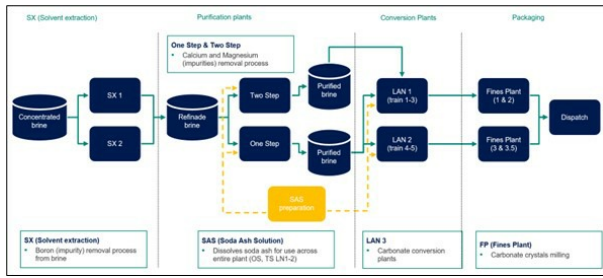 SX (Solvent extraction)
Purification plants
Conversion Plants
Packaging
One Step & Two Step
• Calcium and Magnesium
(impurities) removal process
Concentrated
brine
SX 1
SX 2
Refinade
brine
Two Step
One Step
Purified
brine
Purified
brine
LAN 1
(train 1-3)
LAN 2
(train 4-5)
Fines Plant
(1 & 2)
Fines Plant
(3 & 3.5)
Dispatch
SAS
preparation
SX (Solvent extraction)
• Boron (impurity) removal process
from brine
SAS (Soda Ash Solution)
• Dissolves soda ash for use across
entire plant (OS, TS LN1-2)
LAN 3
• Carbonate conversion
plants
FP (Fines Plant)
• Carbonate crystals milling